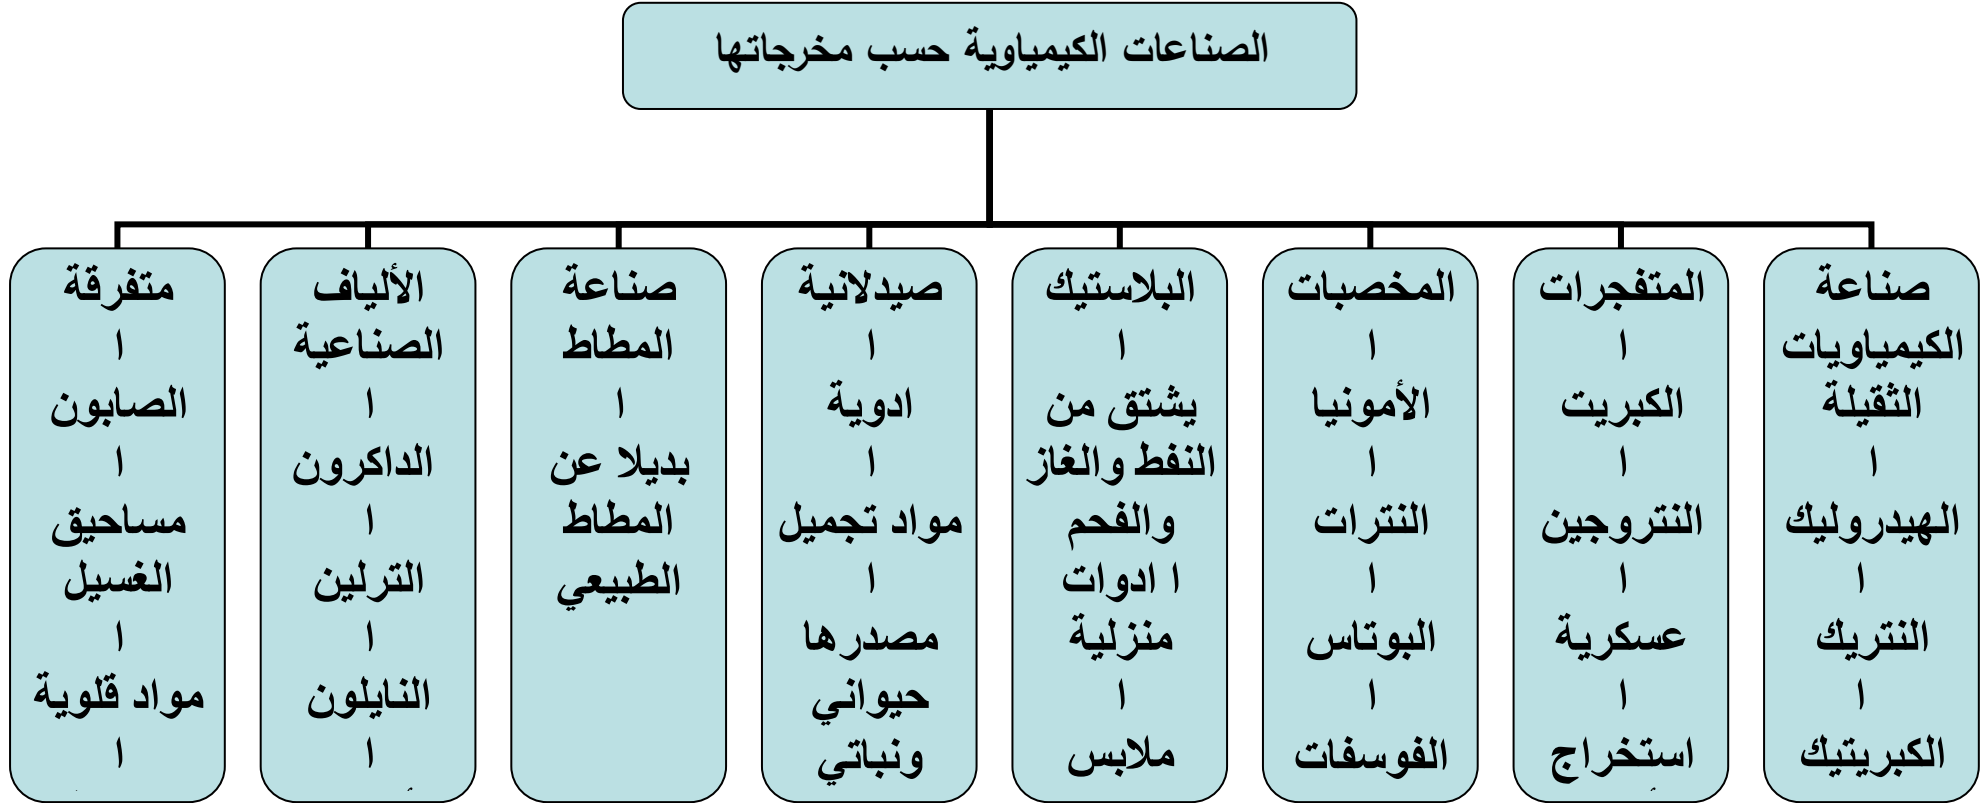 الصناعات الكيمياوية حسب مخرجاتها
صناعة
الكيمياويات
الثقيلة
ا
الهيدروليك
ا
النتريك
ا
الكبريتيك
المتفجرات
ا
الكبريت
ا
النتروجين
ا
عسكرية
ا
استخراج
المخصبات
ا
الأمونيا
ا
النترات
ا
البوتاس
ا
الفوسفات
البلاستيك
ا
يشتق من
النفط والغاز
والفحم
ا ادوات
منزلية
ا
ملابس
صيدلانية
ا
ادوية
ا
مواد تجميل
ا
مصدرها
حيواني
ونباتي
صناعة
المطاط
ا
بديلا عن
المطاط
الطبيعي
الألياف
الصناعية
ا
الداكرون
ا
الترلين
ا
النايلون
ا
متفرقة
ا
الصابون
ا
مساحيق
الغسيل
ا
مواد قلوية
ا